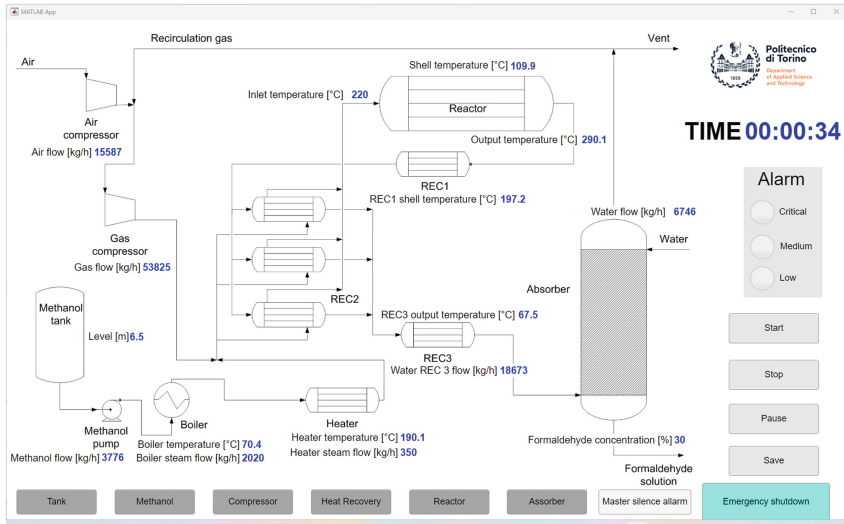 MATLAB App
Recirculation gas
Vent
Air
Politecnico
di Torino
Department
of Applied Science
and Technology
1859
Shell temperature [°C] 109.9
Inlet temperature [°C] 220
Reactor
Air
compressor
Air flow [kg/h] 15587
Output temperature [°C] 290.1
TIME 00:00:34
REC1
REC1 shell temperature [°C] 197.2
Alarm
Critical
Medium
Low
Water flow [kg/h] 6746
Water
Gas
compressor
Gas flow [kg/h] 53825
Absorber
REC2
Methanol
tank
Level [m] 6.5
REC3 output temperature [°C] 67.5
REC3
Water REC 3 flow [kg/h] 18673
Start
Stop
Pause
Save
Boiler
Heater
Methanol
pump
Methanol flow [kg/h] 3776
Boiler temperature [°C] 70.4
Boiler steam flow [kg/h] 2020
Heater temperature [°C] 190.1
Heater steam flow [kg/h] 350
Formaldehyde concentration [%] 30
Formaldehyde
solution
Tank
Methanol
Compressor
Heat Recovery
Reactor
Assorber
Master silence allarm
Emergency shutdown